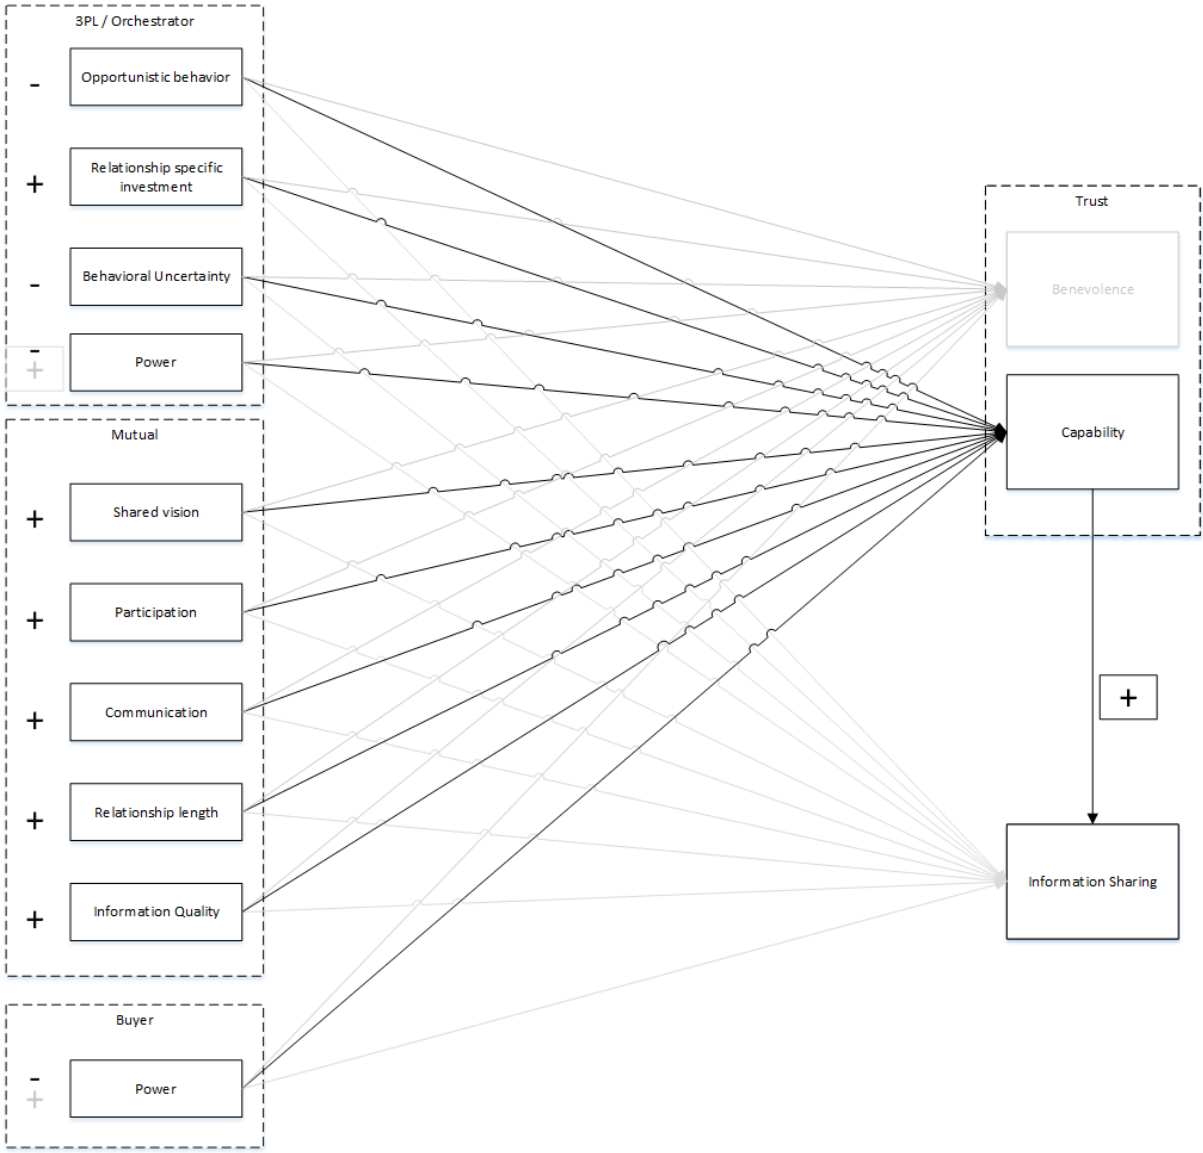 3PL / Orchestrator
-
Opportunistic behavior
+
Relationship specific
investment
-
Behavioral Uncertainty
-
+
Power
Mutual
+
Shared vision
+
Participation
+
Communication
+
Relationship length
+
Information Quality
Buyer
-
+
Power
Trust
Benevolence
Capability
+
Information Sharing